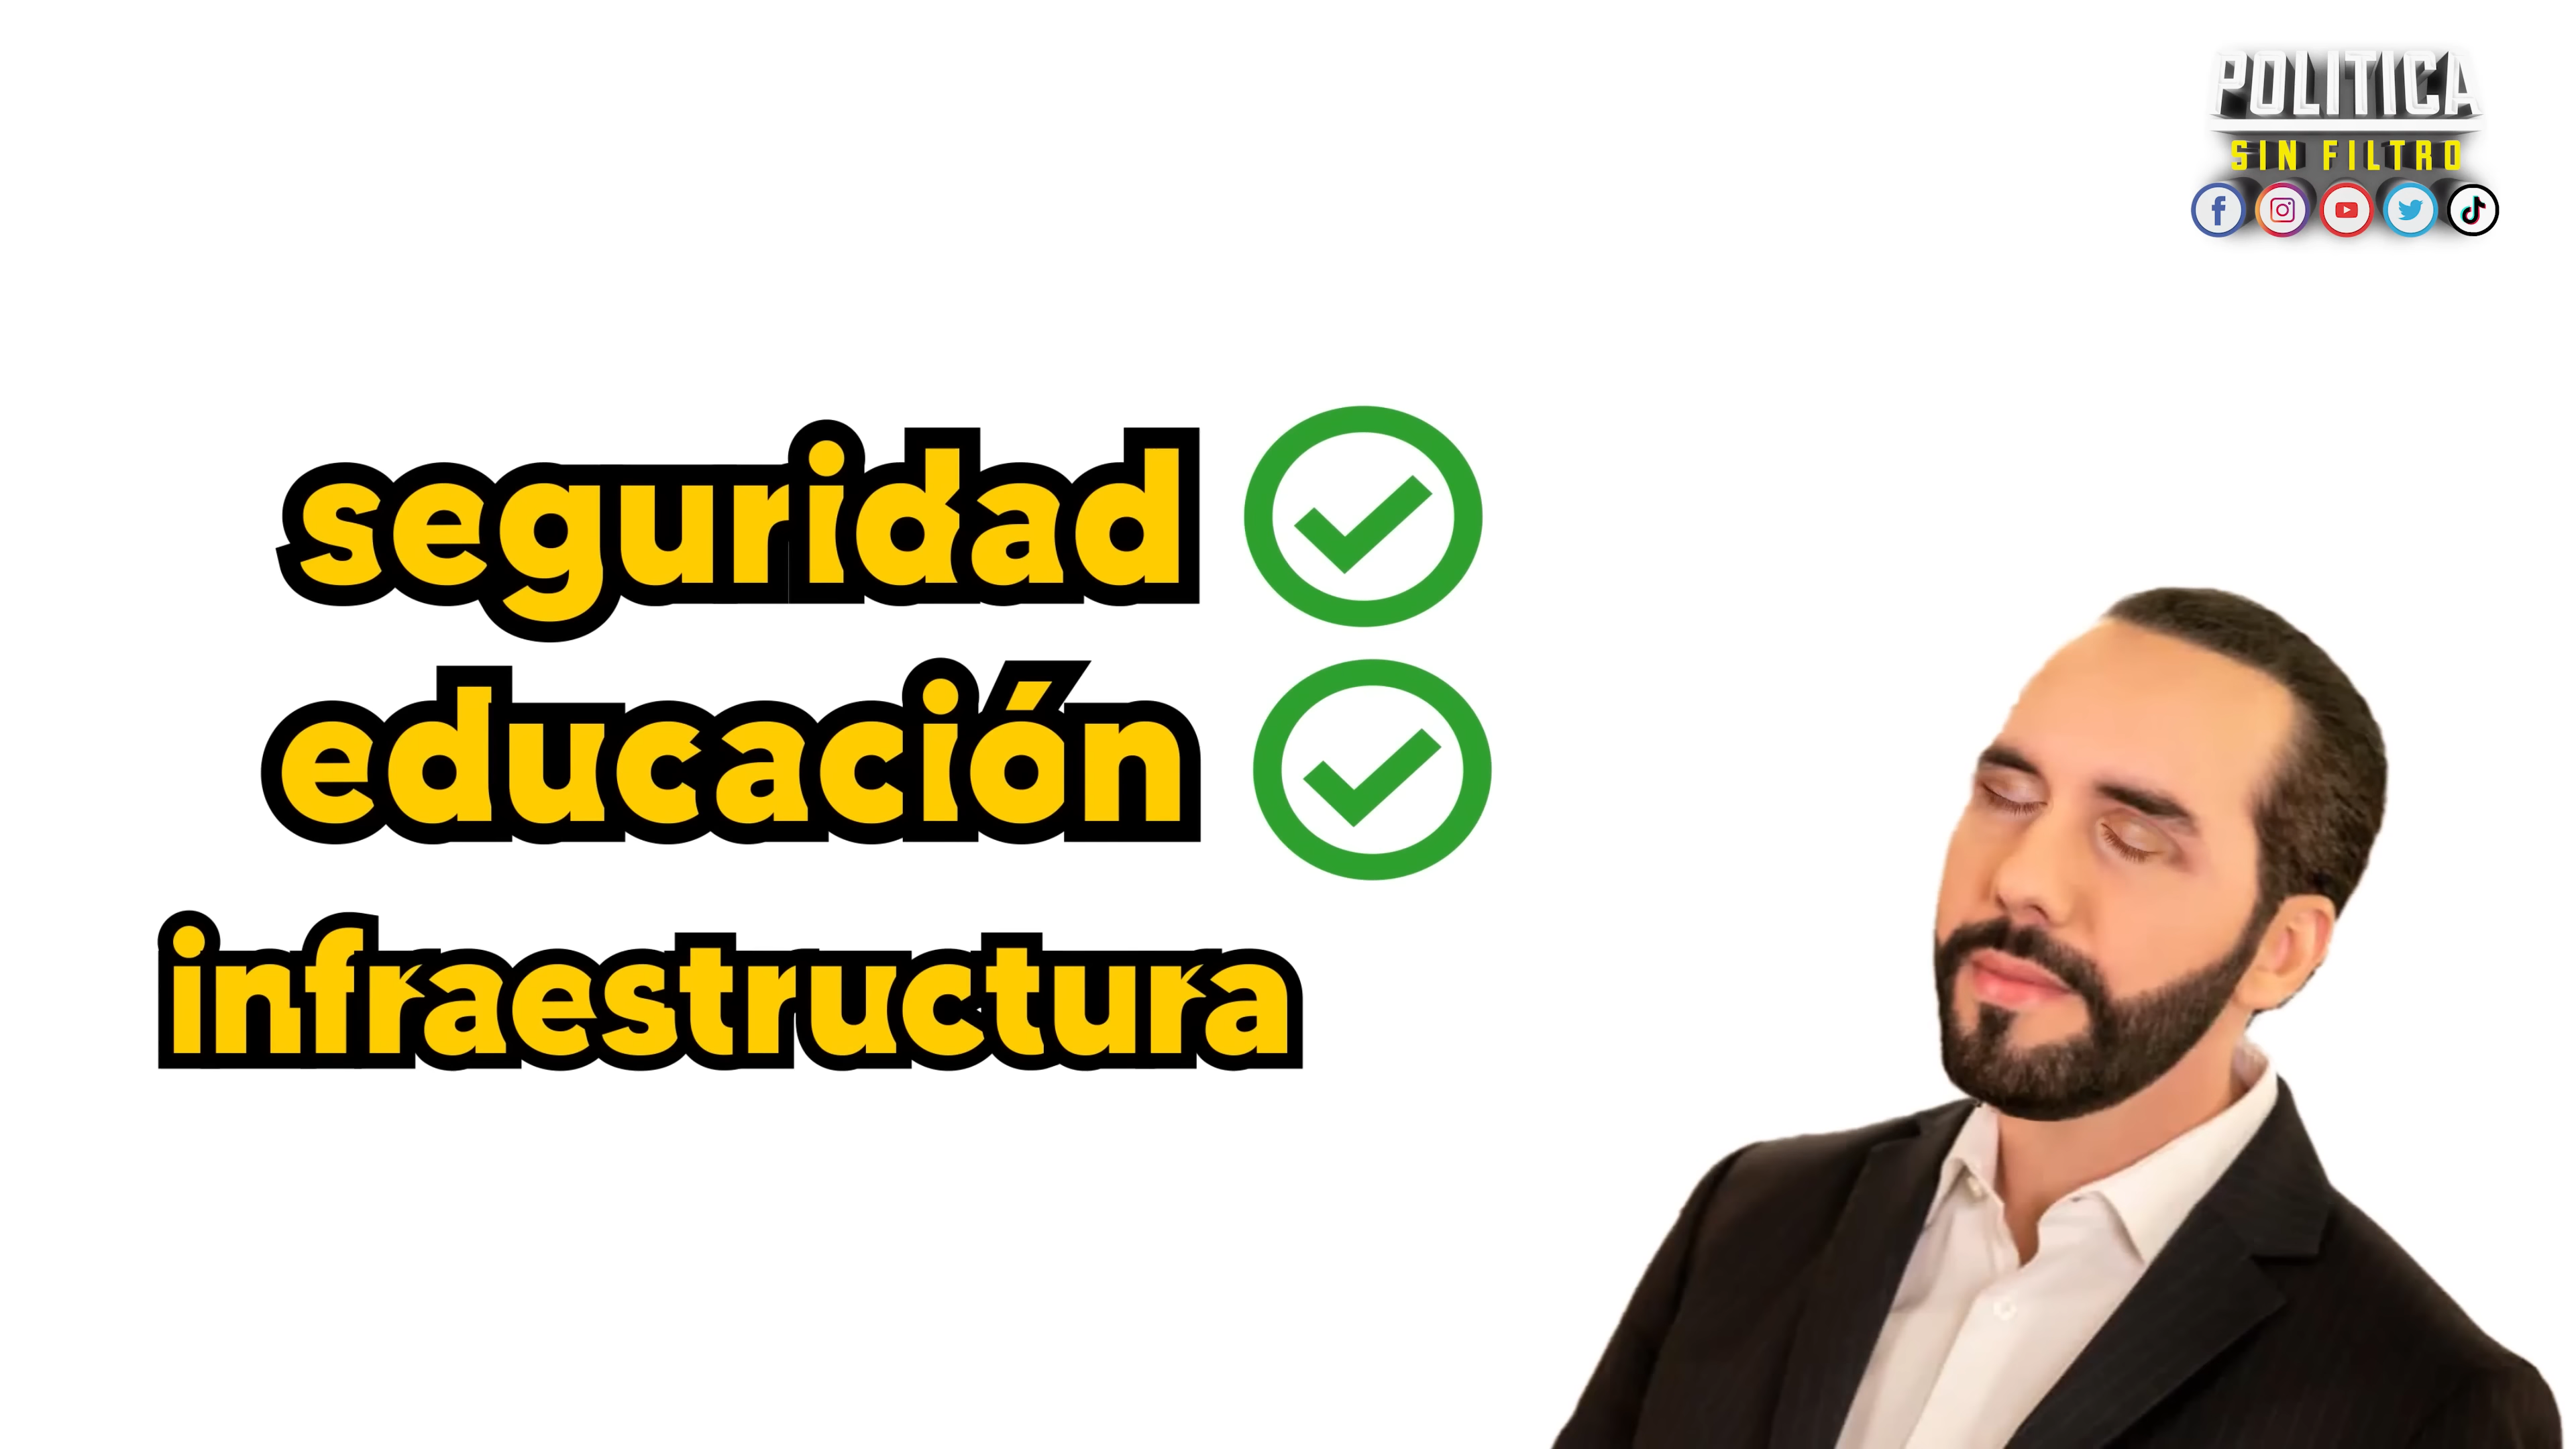 POLITICA
SIN FILTRO
seguridad
educación
infraestructura